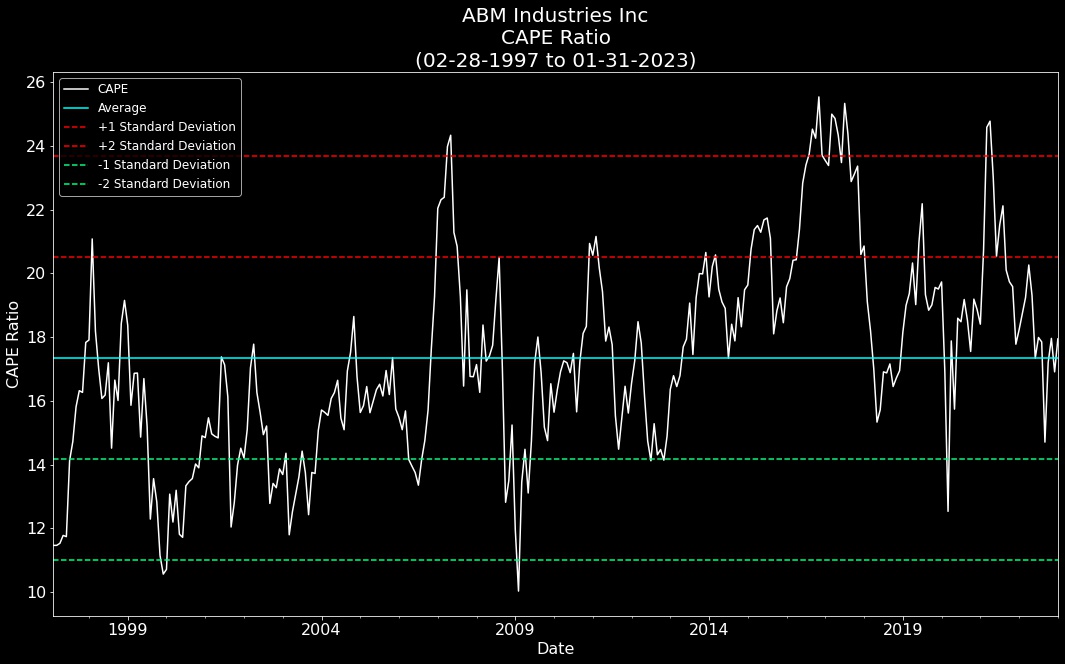 ABM Industries Inc
CAPE Ratio
(02-28-1997 to 01-31-2023)
CAPE
Average
+1 Standard Deviation
+2 Standard Deviation
-1 Standard Deviation
-2 Standard Deviation
CAPE Ratio
26
24
22
20
18
16
14
12
10
1999
2004
2009
2014
2019
Date